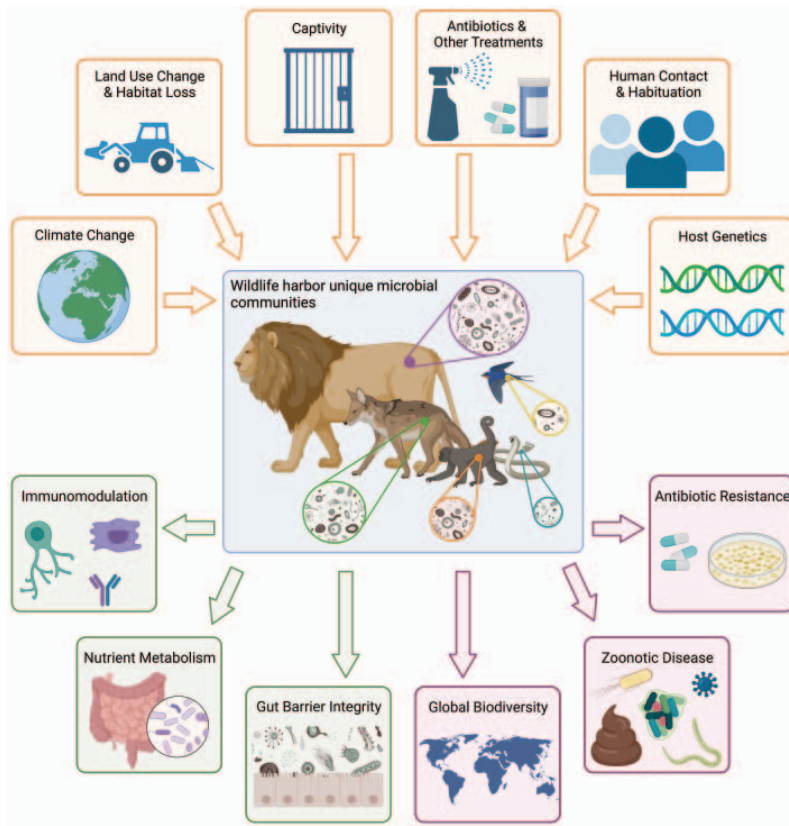 Captivity
Antibiotics &
Other Treatments
Land Use Change
& Habitat Loss
Human Contact
& Habituation
Climate Change
Host Genetics
Wildlife harbor unique microbial
communities
Immunomodulation
Antibiotic Resistance
Nutrient Metabolism
Zoonotic Disease
Gut Barrier Integrity
Global Biodiversity